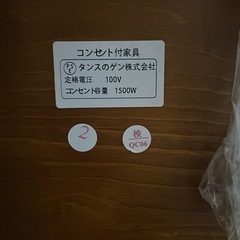 コンセント付家具
タンスのゲン株式会社
定格電圧 100V
コンセント容量 1500W
2
検
QC06